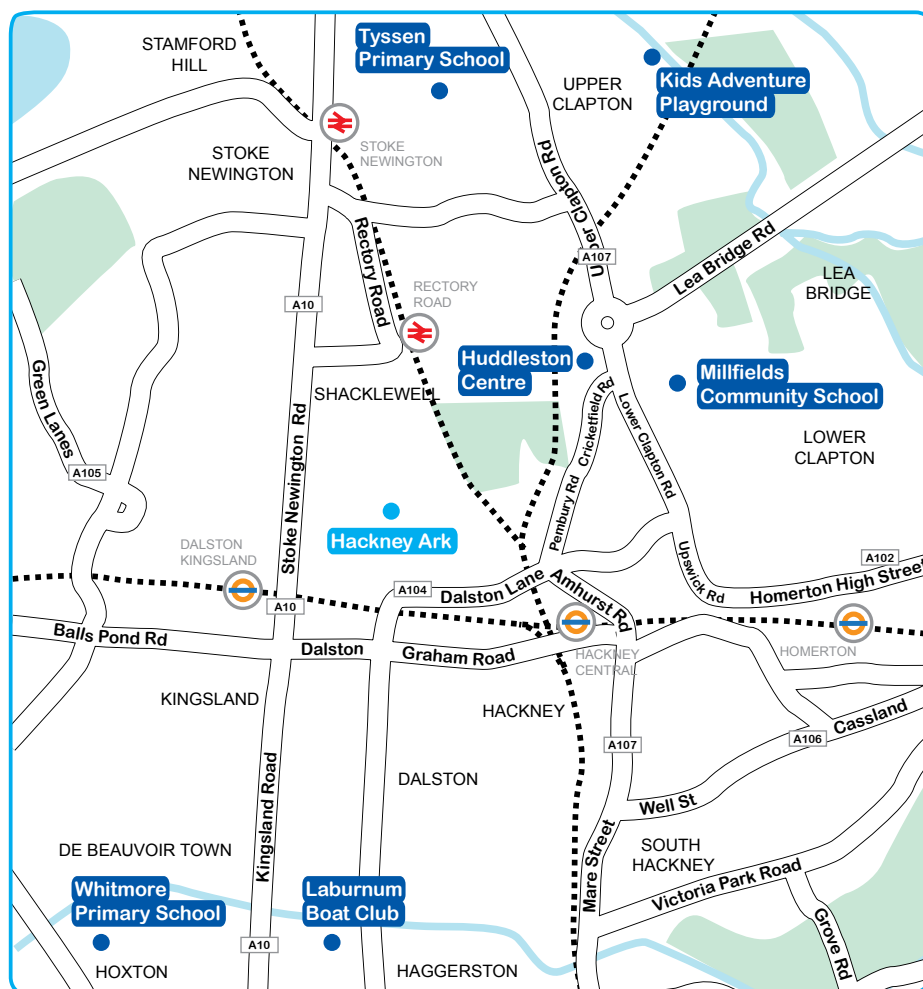 STAMFORD
HILL
Tyssen
Primary School
UPPER
CLAPTON
Kids Adventure
Playground
STOKE
NEWINGTON
STOKE
NEWINGTON
Upper Clapton Rd
Rectory Road
A107
Lea Bridge Rd
LEA
BRIDGE
RECTORY
ROAD
A10
Green Lanes
Huddleston
Centre
Millfields
Community School
SHACKLEWELL
Cricketfield Rd
Lower Clapton Rd
LOWER
CLAPTON
A105
Stoke Newington Rd
Hackney Ark
Pembury Rd
DALSTON
KINGSLAND
Upswick Rd
A102
Homerton High Street
A104
Dalston Lane
Amhurst Rd
A10
Balls Pond Rd
Dalston
Graham Road
HACKNEY
CENTRAL
HOMERTON
KINGSLAND
HACKNEY
Cassland
A107
A106
Kingsland Road
DALSTON
Well St
DE BEAUVOIR TOWN
Mare Street
SOUTH
HACKNEY
Victoria Park Road
Whitmore
Primary School
Laburnum
Boat Club
Grove Rd
A10
HOXTON
HAGGERSTON